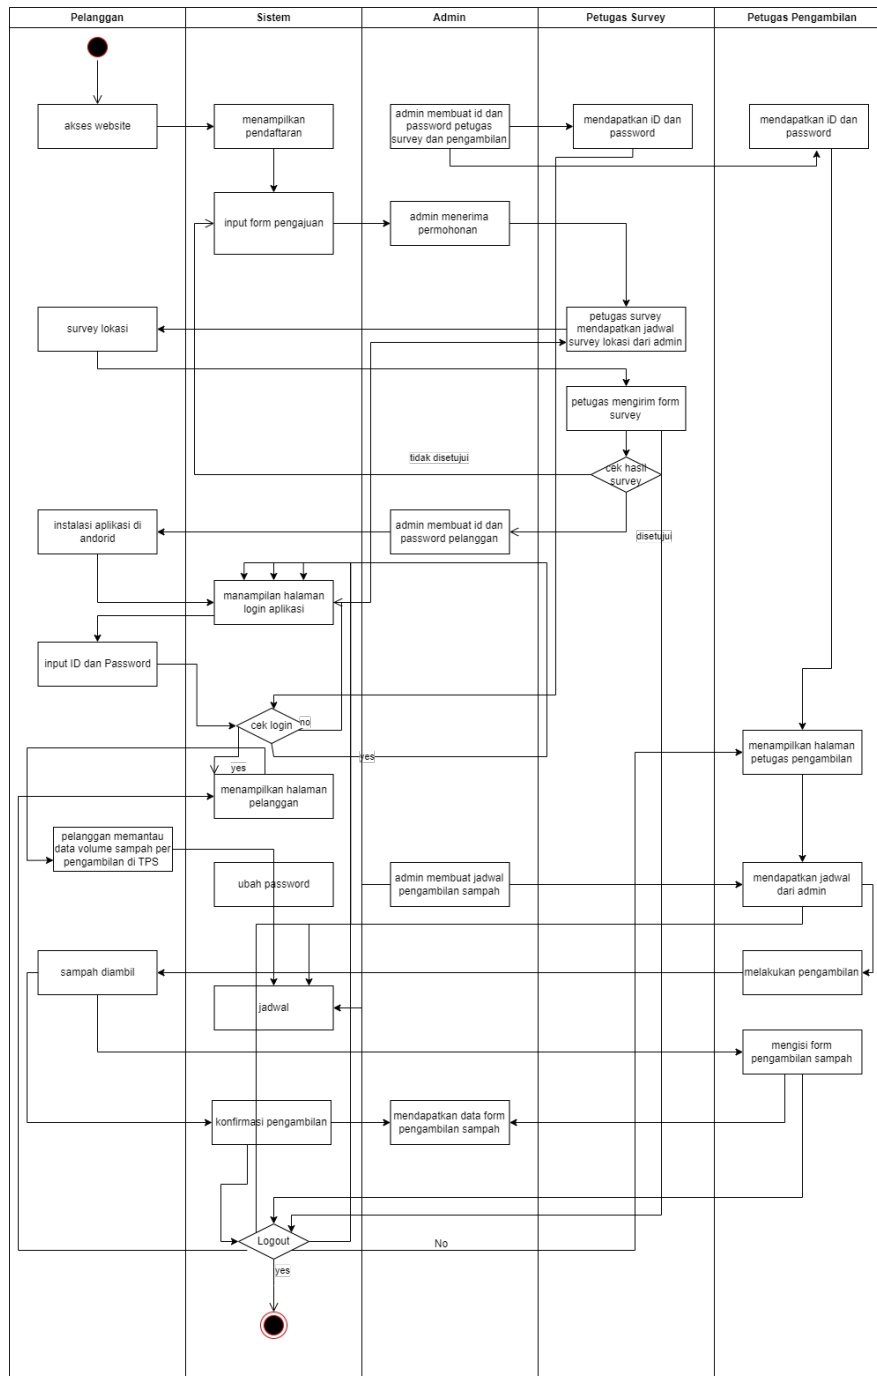 Pelanggan
Sistem
Admin
Petugas Survey
Petugas Pengambilan
akses website
menampilkan
pendaftaran
admin membuat id dan
password petugas
survey dan pengambilan
mendapatkan iD dan
password
mendapatkan iD dan
password
input form pengajuan
admin menerima
permohonan
survey lokasi
petugas survey
mendapatkan jadwal
survey lokasi dari admin
petugas mengirim form
survey
tidak disetujui
cek hasil
survey
instalasi aplikasi di
andorid
admin membuat id dan
password pelanggan
disetujui
manampilan halaman
login aplikasi
input ID dan Password
cek login
no
yes
yes
menampilkan halaman
petugas pengambilan
menampilkan halaman
pelanggan
pelanggan memantau
data volume sampah per
pengambilan di TPS
ubah password
admin membuat jadwal
pengambilan sampah
mendapatkan jadwal
dari admin
sampah diambil
melakukan pengambilan
jadwal
mengisi form
pengambilan sampah
konfirmasi pengambilan
mendapatkan data form
pengambilan sampah
Logout
No
yes